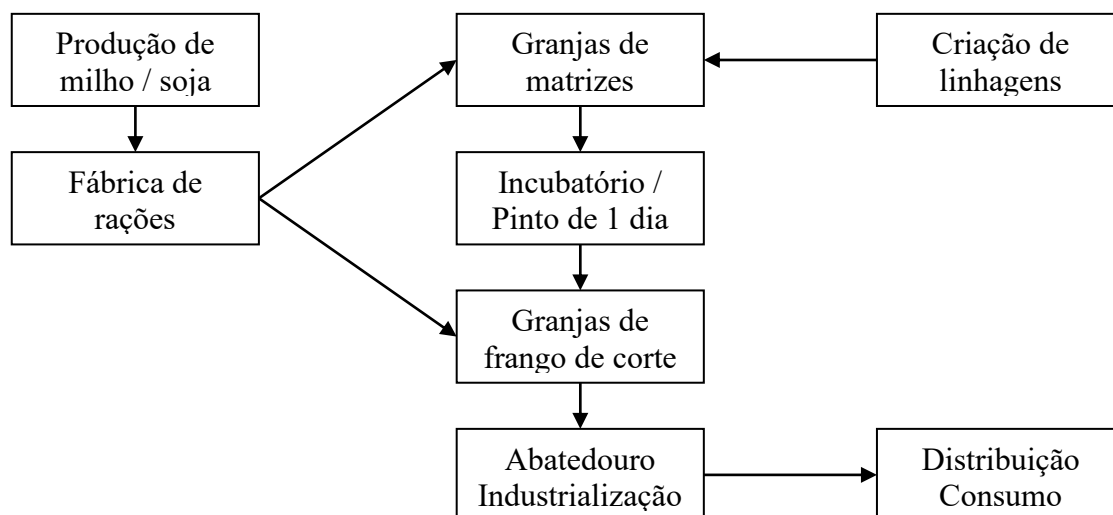 Produção de
milho / soja
Granjas de
matrizes
Criação de
linhagens
Fábrica de
rações
Incubatório /
Pinto de 1 dia
Granjas de
frango de corte
Abatedouro
Industrialização
Distribuição
Consumo